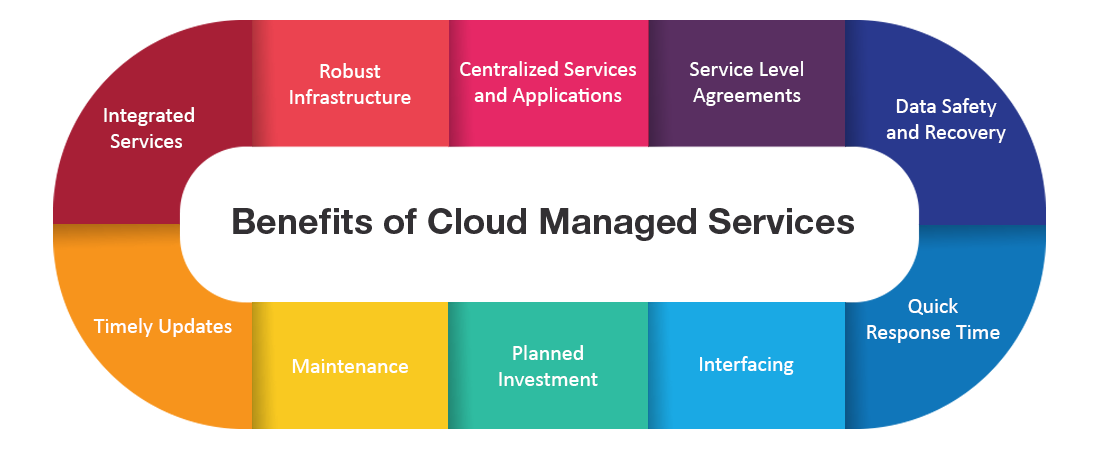 Robust
Infrastructure
Centralized Services
and Applications
Service Level
Agreements
Integrated
Services
Data Safety
and Recovery
Benefits of Cloud Managed Services
Timely Updates
Maintenance
Planned
Investment
Interfacing
Quick
Response Time